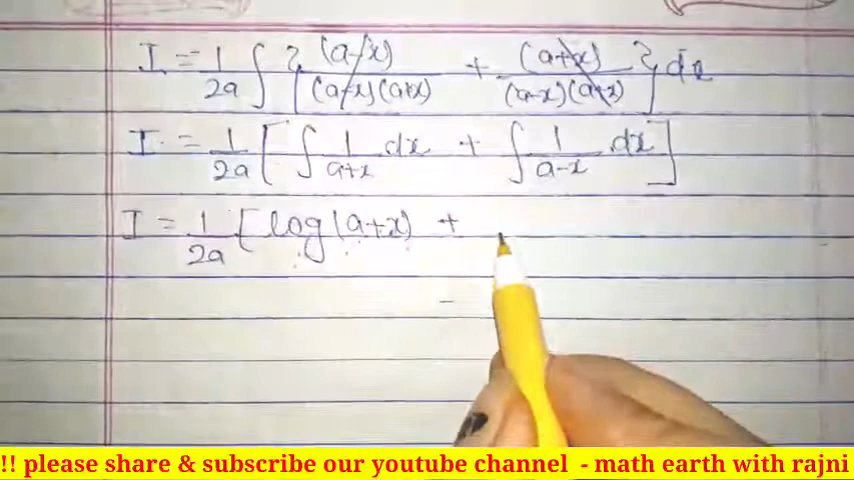 I = 1/2a ∫ { (a-x)/(a-x)(a+x) + (a+x)/(a-x)(a+x) } dx
I = 1/2a [ ∫ 1/a+x dx + ∫ 1/a-x dx ]
I = 1/2a [ log(a+x) +
!! please share & subscribe our youtube channel - math earth with rajni